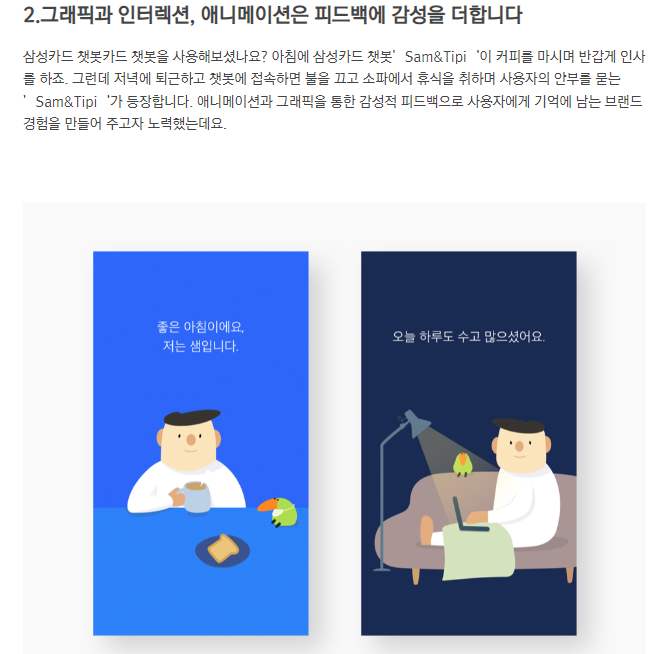 2.그래픽과 인터렉션, 애니메이션은 피드백에 감성을 더합니다
삼성카드 챗봇카드 챗봇을 사용해보셨나요? 아침에 삼성카드 챗봇’Sam&Tipi‘이 커피를 마시며 반갑게 인사
를 하죠. 그런데 저녁에 퇴근하고 챗봇에 접속하면 불을 끄고 소파에서 휴식을 취하며 사용자의 안부를 묻는
’Sam&Tipi‘가 등장합니다. 애니메이션과 그래픽을 통한 감성적 피드백으로 사용자에게 기억에 남는 브랜드
경험을 만들어 주고자 노력했는데요.
좋은 아침이에요,
저는 샘입니다.
오늘 하루도 수고 많으셨어요.